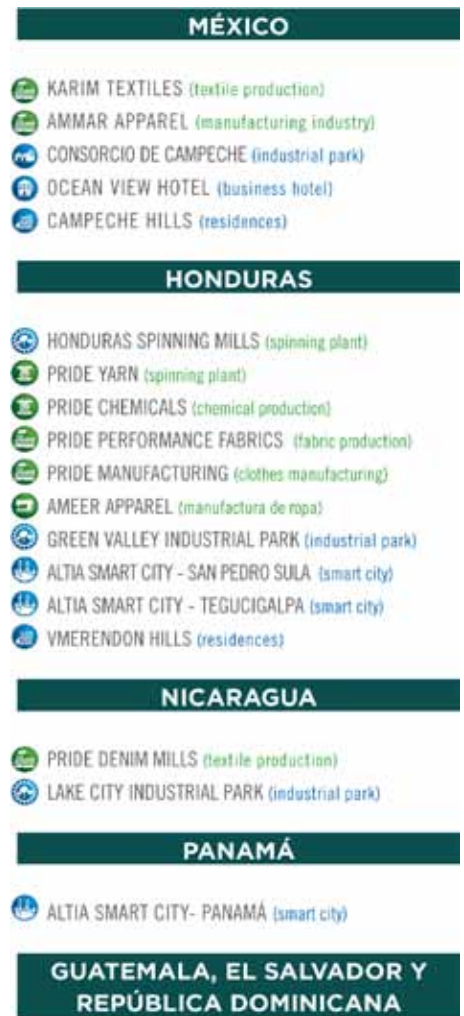 MÉXICO
KARIM TEXTILES (textile production)
AMMAR APPAREL (manufacturing industry)
CONSORCIO DE CAMPECHE (industrial park)
OCEAN VIEW HOTEL (business hotel)
CAMPECHE HILLS (residences)
HONDURAS
HONDURAS SPINNING MILLS (spinning plant)
PRIDE YARN (spinning plant)
PRIDE CHEMICALS (chemical production)
PRIDE PERFORMANCE FABRICS (fabric production)
PRIDE MANUFACTURING (clothes manufacturing)
AMEER APPAREL (manufactura de ropa)
GREEN VALLEY INDUSTRIAL PARK (industrial park)
ALTIA SMART CITY - SAN PEDRO SULA (smart city)
ALTIA SMART CITY - TEGUCIGALPA (smart city)
VMERENDON HILLS (residences)
NICARAGUA
PRIDE DENIM MILLS (textile production)
LAKE CITY INDUSTRIAL PARK (industrial park)
PANAMÁ
ALTIA SMART CITY- PANAMÁ (smart city)
GUATEMALA, EL SALVADOR Y
REPÚBLICA DOMINICANA